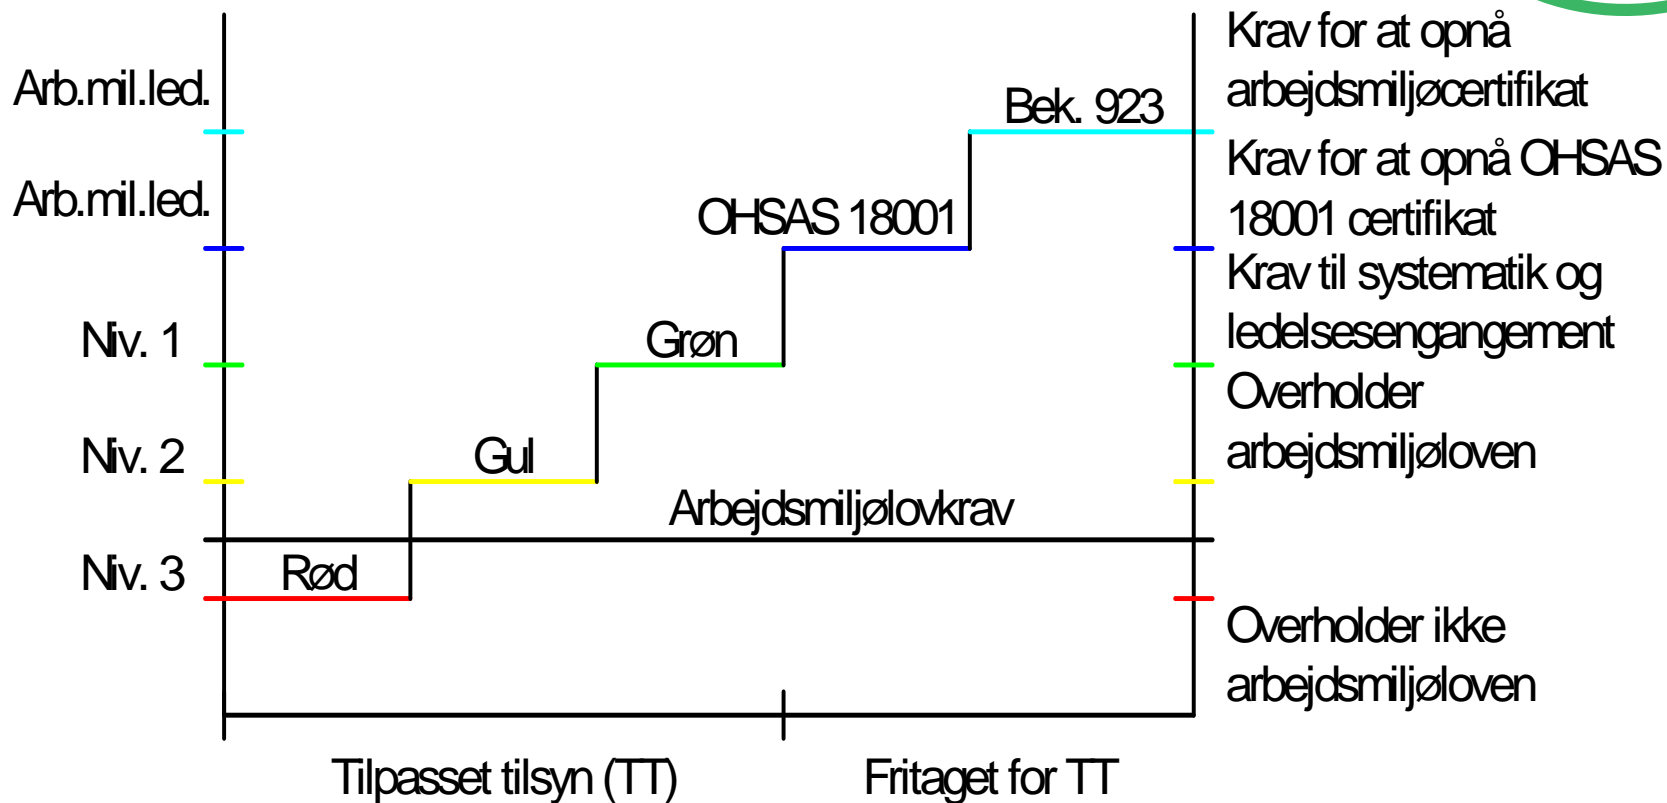 Krav for at opnå
arbejdsmiljøcertifikat
Arb.mil.led.
Bek. 923
Krav for at opnå OHSAS
18001 certifikat
Arb.mil.led.
OHSAS 18001
Krav til systematik og
ledelsesengangement
Niv. 1
Grøn
Overholder
arbejdsmiljøloven
Niv. 2
Gul
Arbejdsmiljølovkrav
Niv. 3
Rød
Overholder ikke
arbejdsmiljøloven
Tilpasset tilsyn (TT)
Fritaget for TT